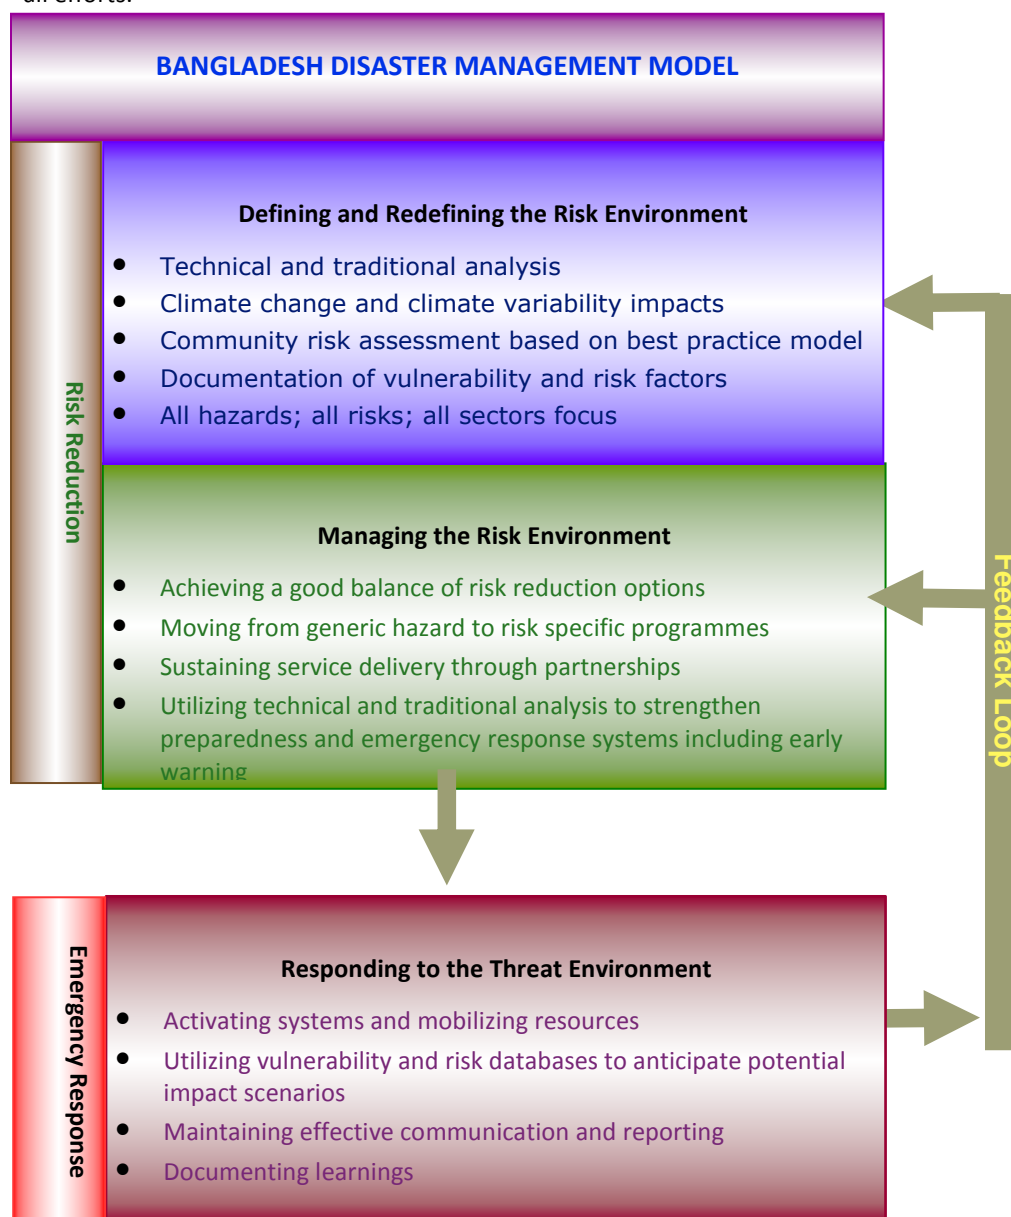 all efforts.
BANGLADESH DISASTER MANAGEMENT MODEL
Risk Reduction
Defining and Redefining the Risk Environment
• Technical and traditional analysis
• Climate change and climate variability impacts
• Community risk assessment based on best practice model
• Documentation of vulnerability and risk factors
• All hazards; all risks; all sectors focus
Managing the Risk Environment
• Achieving a good balance of risk reduction options
• Moving from generic hazard to risk specific programmes
• Sustaining service delivery through partnerships
• Utilizing technical and traditional analysis to strengthen
preparedness and emergency response systems including early
warning
Feedback Loop
Emergency Response
Responding to the Threat Environment
• Activating systems and mobilizing resources
• Utilizing vulnerability and risk databases to anticipate potential
impact scenarios
• Maintaining effective communication and reporting
• Documenting learnings